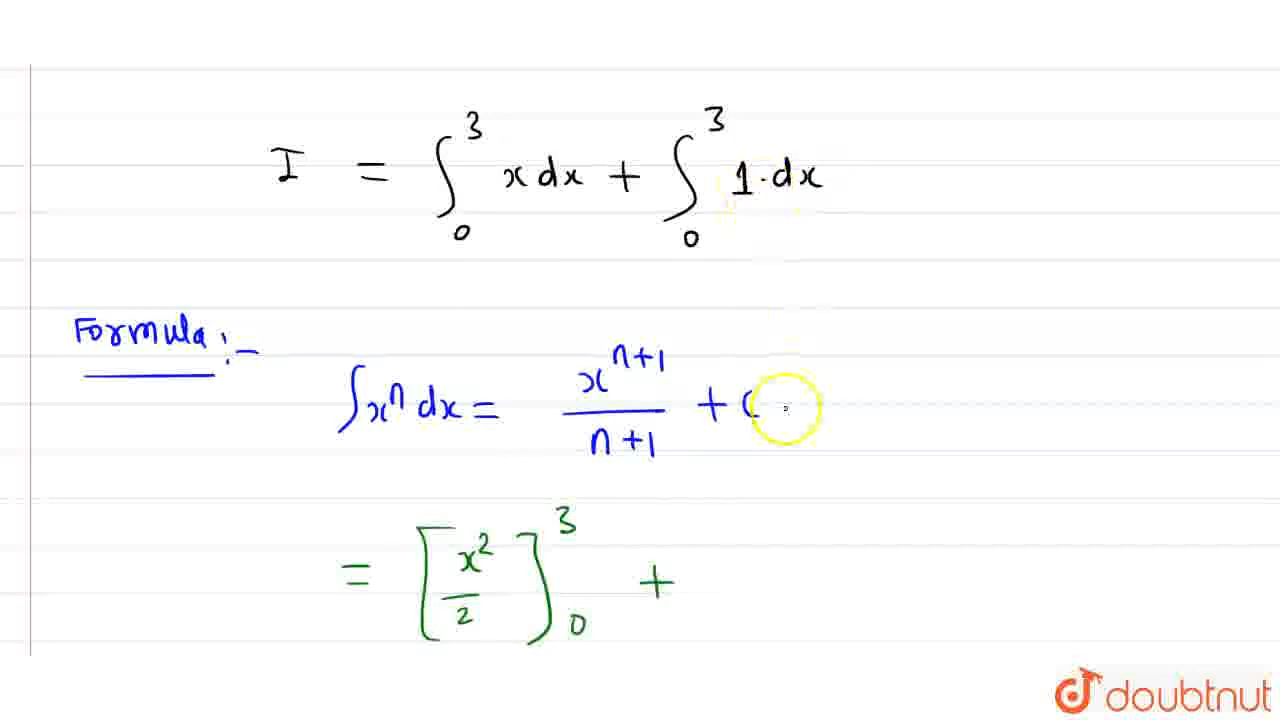 I = ∫₀³ x dx + ∫₀³ 1·dx
Formula:-
∫xⁿ dx = xⁿ⁺¹/n+1 + C
= [x²/2]₀³ +
doubtnut